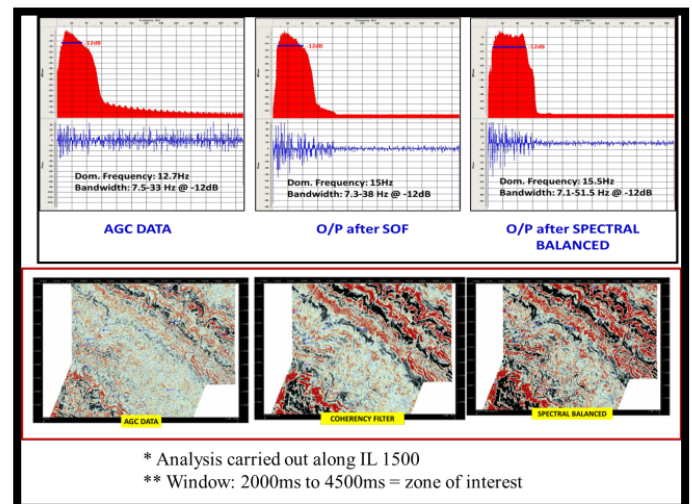 -12dB
-12dB
-12dB
Dom. Frequency: 12.7Hz
Bandwidth: 7.5-33 Hz @ -12dB
Dom. Frequency: 15Hz
Bandwidth: 7.3-38 Hz @ -12dB
Dom. Frequency: 15.5Hz
Bandwidth: 7.1-51.5 Hz @ -12dB
AGC DATA
O/P after SOF
O/P after SPECTRAL
BALANCED
AGC DATA
COHERENCY FILTER
SPECTRAL BALANCED
* Analysis carried out along IL 1500
** Window: 2000ms to 4500ms = zone of interest